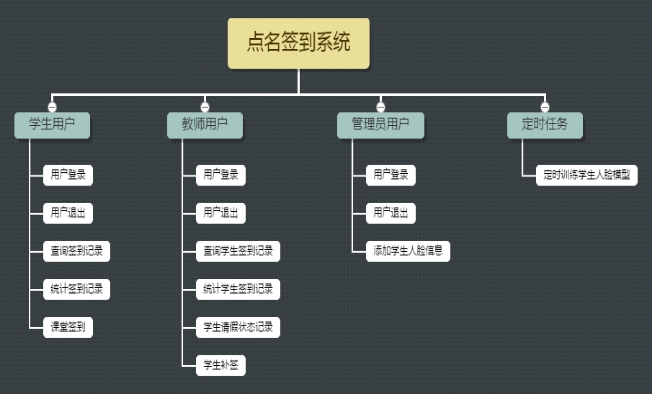 点名签到系统
学生用户
用户登录
用户退出
查询签到记录
统计签到记录
课堂签到
教师用户
用户登录
用户退出
查询学生签到记录
统计学生签到记录
学生请假状态记录
学生补签
管理员用户
用户登录
用户退出
添加学生人脸信息
定时任务
定时训练学生人脸模型